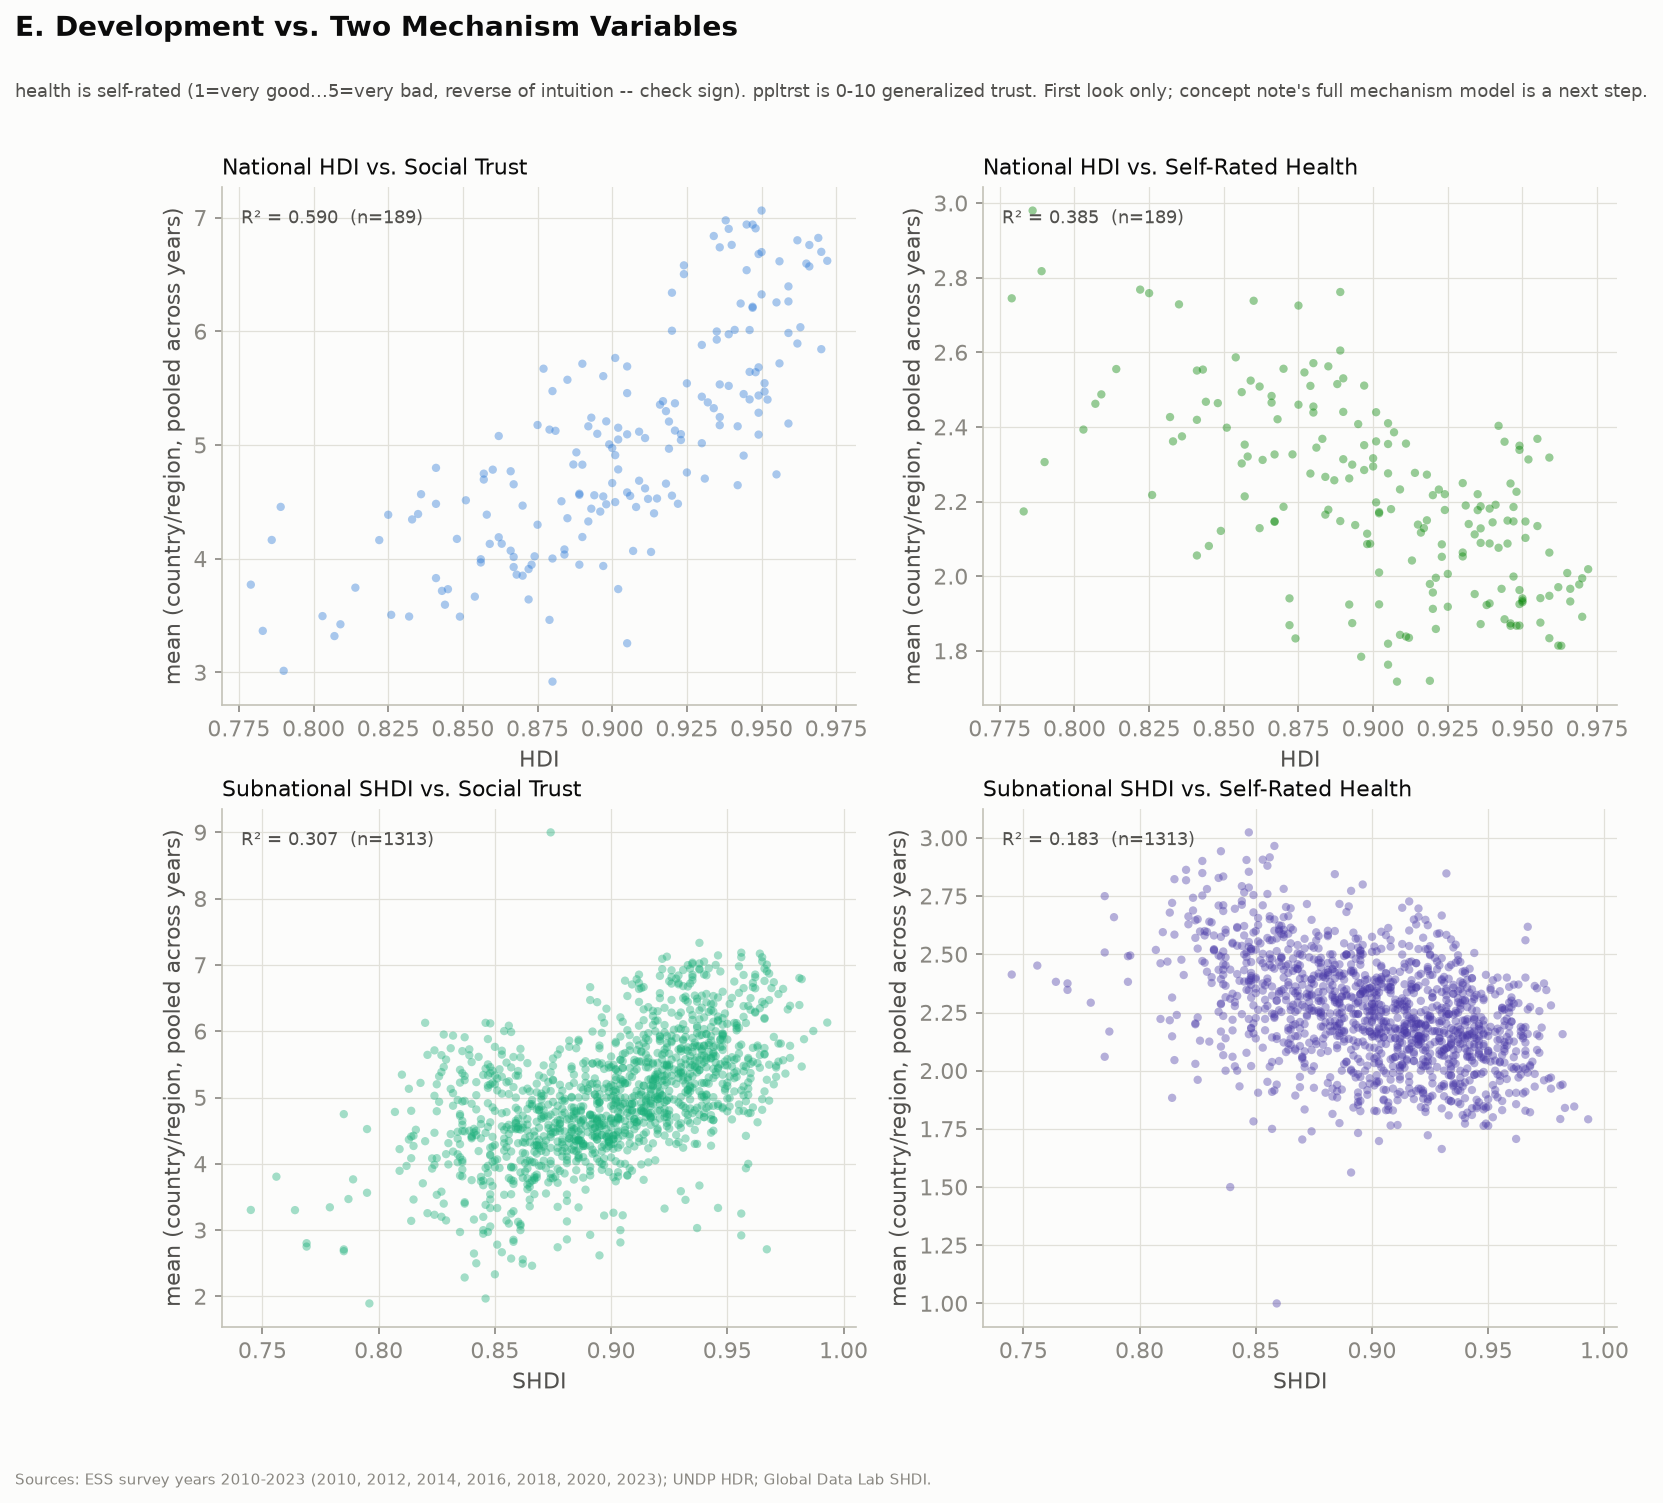 E. Development vs. Two Mechanism Variables
health is self-rated (1=very good...5=very bad, reverse of intuition -- check sign). ppltrst is 0-10 generalized trust. First look only; concept note's full mechanism model is a next step.
National HDI vs. Social Trust
R² = 0.590 (n=189)
mean (country/region, pooled across years)
7
6
5
4
3
0.775 0.800 0.825 0.850 0.875 0.900 0.925 0.950 0.975
HDI
National HDI vs. Self-Rated Health
R² = 0.385 (n=189)
mean (country/region, pooled across years)
3.0
2.8
2.6
2.4
2.2
2.0
1.8
0.775 0.800 0.825 0.850 0.875 0.900 0.925 0.950 0.975
HDI
Subnational SHDI vs. Social Trust
R² = 0.307 (n=1313)
mean (country/region, pooled across years)
9
8
7
6
5
4
3
2
0.75 0.80 0.85 0.90 0.95 1.00
SHDI
Subnational SHDI vs. Self-Rated Health
R² = 0.183 (n=1313)
mean (country/region, pooled across years)
3.00
2.75
2.50
2.25
2.00
1.75
1.50
1.25
1.00
0.75 0.80 0.85 0.90 0.95 1.00
SHDI
Sources: ESS survey years 2010-2023 (2010, 2012, 2014, 2016, 2018, 2020, 2023); UNDP HDR; Global Data Lab SHDI.